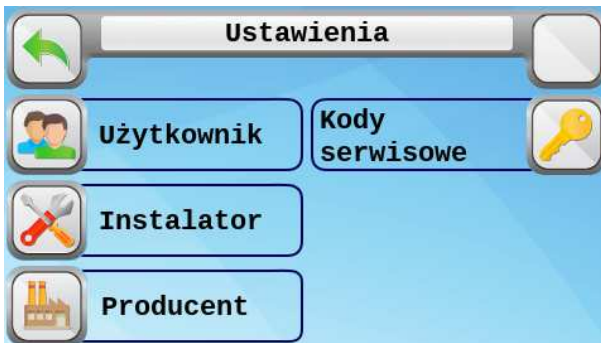 Ustawienia
Użytkownik
Kody
serwisowe
Instalator
Producent